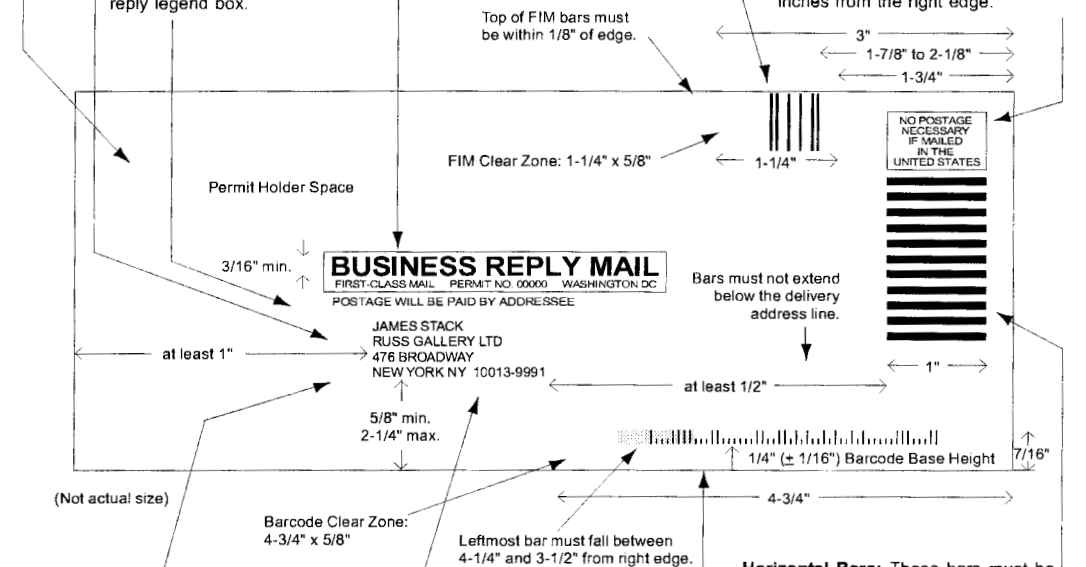 reply legend box.
inches from the right edge.
Top of FIM bars must
be within 1/8" of edge.
3"
1-7/8" to 2-1/8"
1-3/4"
NO POSTAGE
NECESSARY
IF MAILED
IN THE
UNITED STATES
FIM Clear Zone: 1-1/4" x 5/8"
1-1/4"
Permit Holder Space
3/16" min.
BUSINESS REPLY MAIL
FIRST-CLASS MAIL PERMIT NO. 00000 WASHINGTON DC
POSTAGE WILL BE PAID BY ADDRESSEE
Bars must not extend
below the delivery
address line.
JAMES STACK
RUSS GALLERY LTD
476 BROADWAY
NEW YORK NY 10013-9991
at least 1"
1"
at least 1/2"
5/8" min.
2-1/4" max.
1/4" (± 1/16") Barcode Base Height
7/16"
4-3/4"
(Not actual size)
Barcode Clear Zone:
4-3/4" x 5/8"
Leftmost bar must fall between
4-1/4" and 3-1/2" from right edge.
Horizontal Bars: These bars must be